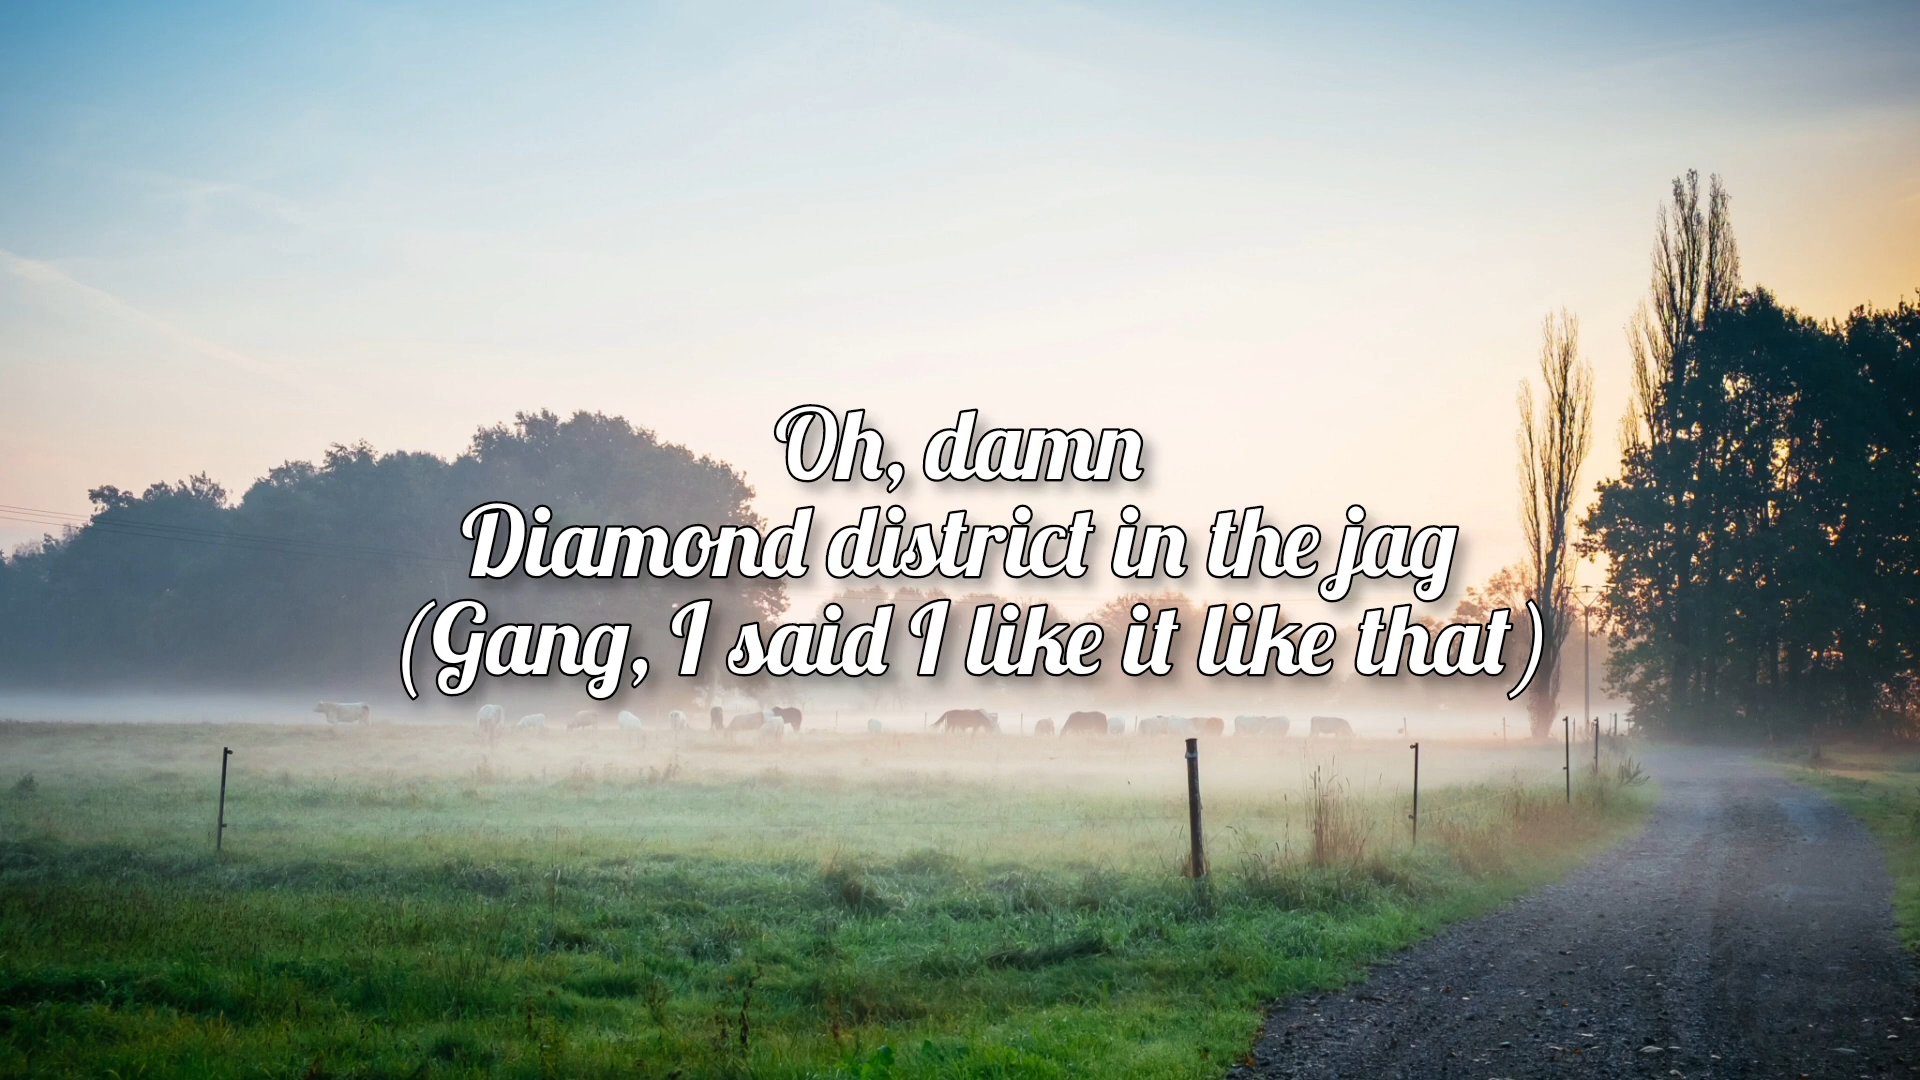 Oh, damn
Diamond district in the jag
(Gang, I said I like it like that)